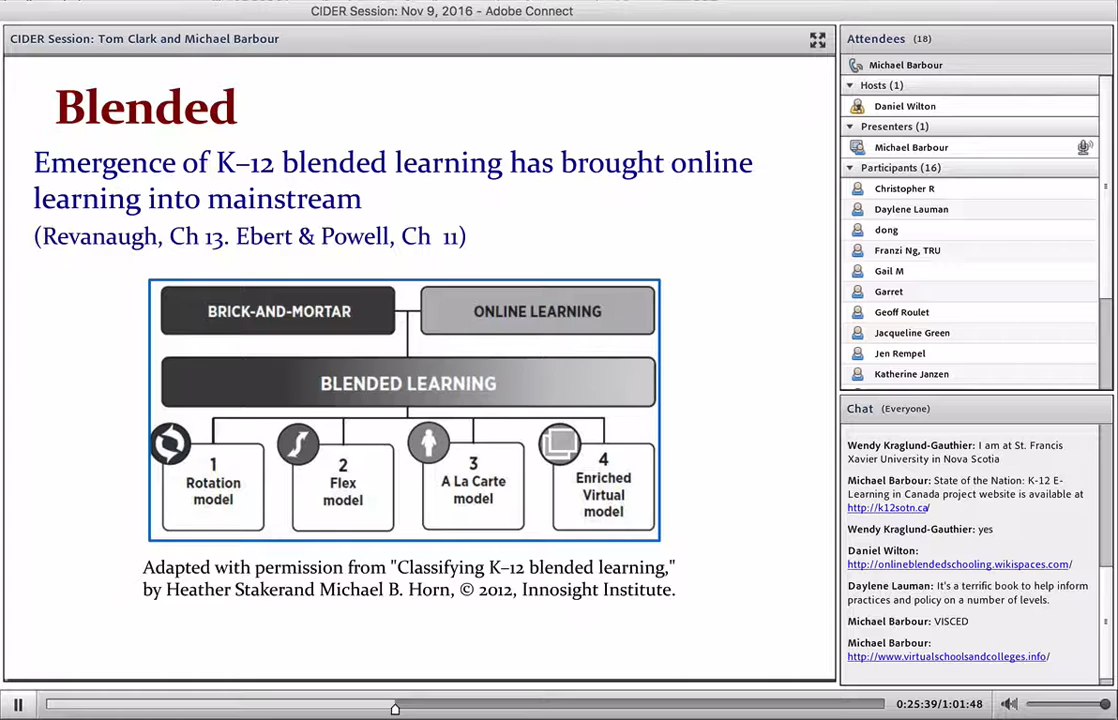 CIDER Session: Nov 9, 2016 - Adobe Connect
CIDER Session: Tom Clark and Michael Barbour
Blended
Emergence of K–12 blended learning has brought online
learning into mainstream
(Revanaugh, Ch 13. Ebert & Powell, Ch 11)
BRICK-AND-MORTAR
ONLINE LEARNING
BLENDED LEARNING
1
Rotation
model
2
Flex
model
3
A La Carte
model
4
Enriched
Virtual
model
Adapted with permission from "Classifying K–12 blended learning,"
by Heather Stakerand Michael B. Horn, © 2012, Innosight Institute.
Attendees (18)
Michael Barbour
Hosts (1)
Daniel Wilton
Presenters (1)
Michael Barbour
Participants (16)
Christopher R
Daylene Lauman
dong
Franzi Ng, TRU
Gail M
Garret
Geoff Roulet
Jacqueline Green
Jen Rempel
Katherine Janzen
Chat (Everyone)
Wendy Kraglund-Gauthier: I am at St. Francis
Xavier University in Nova Scotia
Michael Barbour: State of the Nation: K-12 E-
Learning in Canada project website is available at
http://k12sotn.ca/
Wendy Kraglund-Gauthier: yes
Daniel Wilton:
http://onlineblendedschooling.wikispaces.com/
Daylene Lauman: It's a terrific book to help inform
practices and policy on a number of levels.
Michael Barbour: VISCED
Michael Barbour:
http://www.virtualschoolsandcolleges.info/
0:25:39/1:01:48